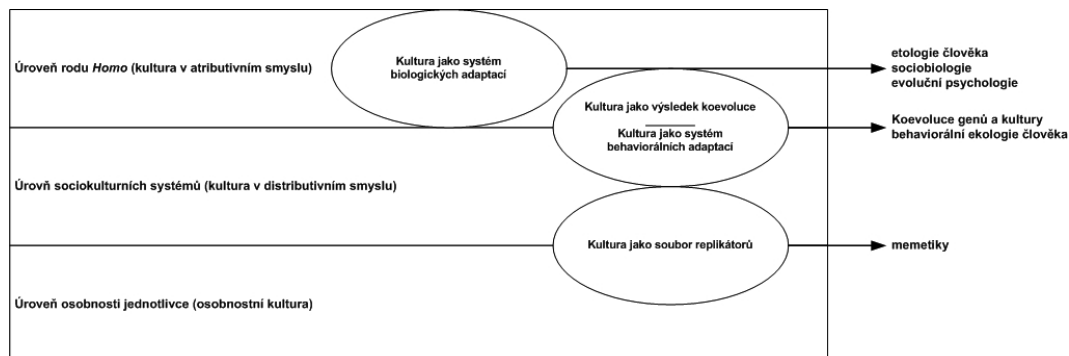 Úroveň rodu Homo (kultura v atributivním smyslu)
Kultura jako systém
biologických adaptací
etologie člověka
sociobiologie
evoluční psychologie
Kultura jako výsledek koevoluce
Kultura jako systém
behaviorálních adaptací
Koevoluce genů a kultury
behaviorální ekologie člověka
Úrovň sociokulturních systémů (kultura v distributivním smyslu)
Kultura jako soubor replikátorů
memetiky
Úroveň osobnosti jednotlivce (osobnostní kultura)